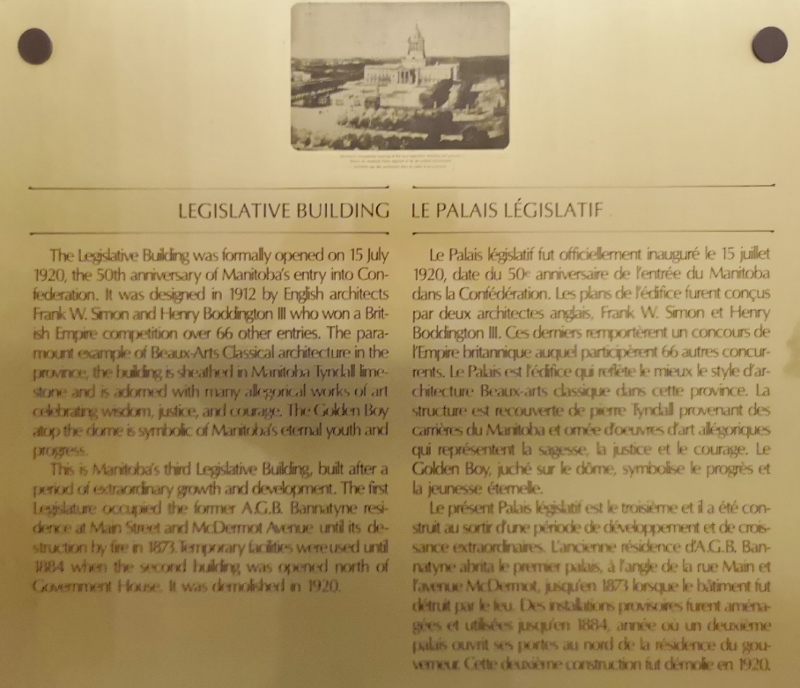 LEGISLATIVE BUILDING
The Legislative Building was formally opened on 15 July
1920, the 50th anniversary of Manitoba's entry into Con-
federation. It was designed in 1912 by English architects
Frank W. Simon and Henry Boddington III who won a Brit-
ish Empire competition over 66 other entries. The para-
mount example of Beaux-Arts Classical architecture in the
province, the building is sheathed in Manitoba Tyndall lime-
stone and is adorned with many allegorical works of art
celebrating wisdom, justice, and courage. The Golden Boy
atop the dome is symbolic of Manitoba's eternal youth and
progress.
This is Manitoba's third Legislative Building, built after a
period of extraordinary growth and development. The first
Legislature occupied the former A.G.B. Bannatyne resi-
dence at Main Street and McDermot Avenue until its de-
struction by fire in 1873. Temporary facilities were used until
1884 when the second building was opened north of
Government House. It was demolished in 1920.
LE PALAIS LÉGISLATIF
Le Palais législatif fut officiellement inauguré le 15 juillet
1920, date du 50e anniversaire de l'entrée du Manitoba
dans la Confédération. Les plans de l'édifice furent conçus
par deux architectes anglais, Frank W. Simon et Henry
Boddington III. Ces derniers remportèrent un concours de
l'Empire britannique auquel participèrent 66 autres concur-
rents. Le Palais est l'édifice qui reflète le mieux le style d'ar-
chitecture Beaux-arts classique dans cette province. La
structure est recouverte de pierre Tyndall provenant des
carrières du Manitoba et ornée d'oeuvres d'art allégoriques
qui représentent la sagesse, la justice et le courage. Le
Golden Boy, juché sur le dôme, symbolise le progrès et
la jeunesse éternelle.
Le présent Palais législatif est le troisième et il a été con-
struit au sortir d'une période de développement et de crois-
sance extraordinaires. L'ancienne résidence d'A.G.B. Ban-
natyne abrita le premier palais, à l'angle de la rue Main et
l'avenue McDermot, jusqu'en 1873 lorsque le bâtiment fut
détruit par le feu. Des installations provisoires furent aména-
gées et utilisées jusqu'en 1884, année où un deuxième
palais ouvrit ses portes au nord de la résidence du gou-
verneur. Cette deuxième construction fut démolie en 1920.